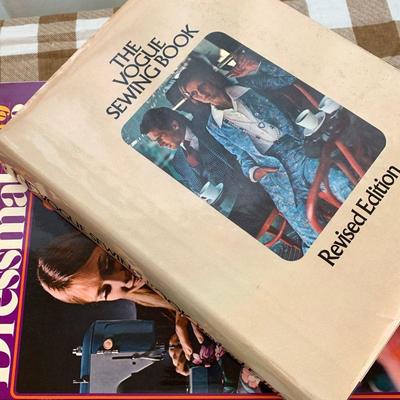 THE
VOGUE
SEWING BOOK
Revised Edition
Dressma